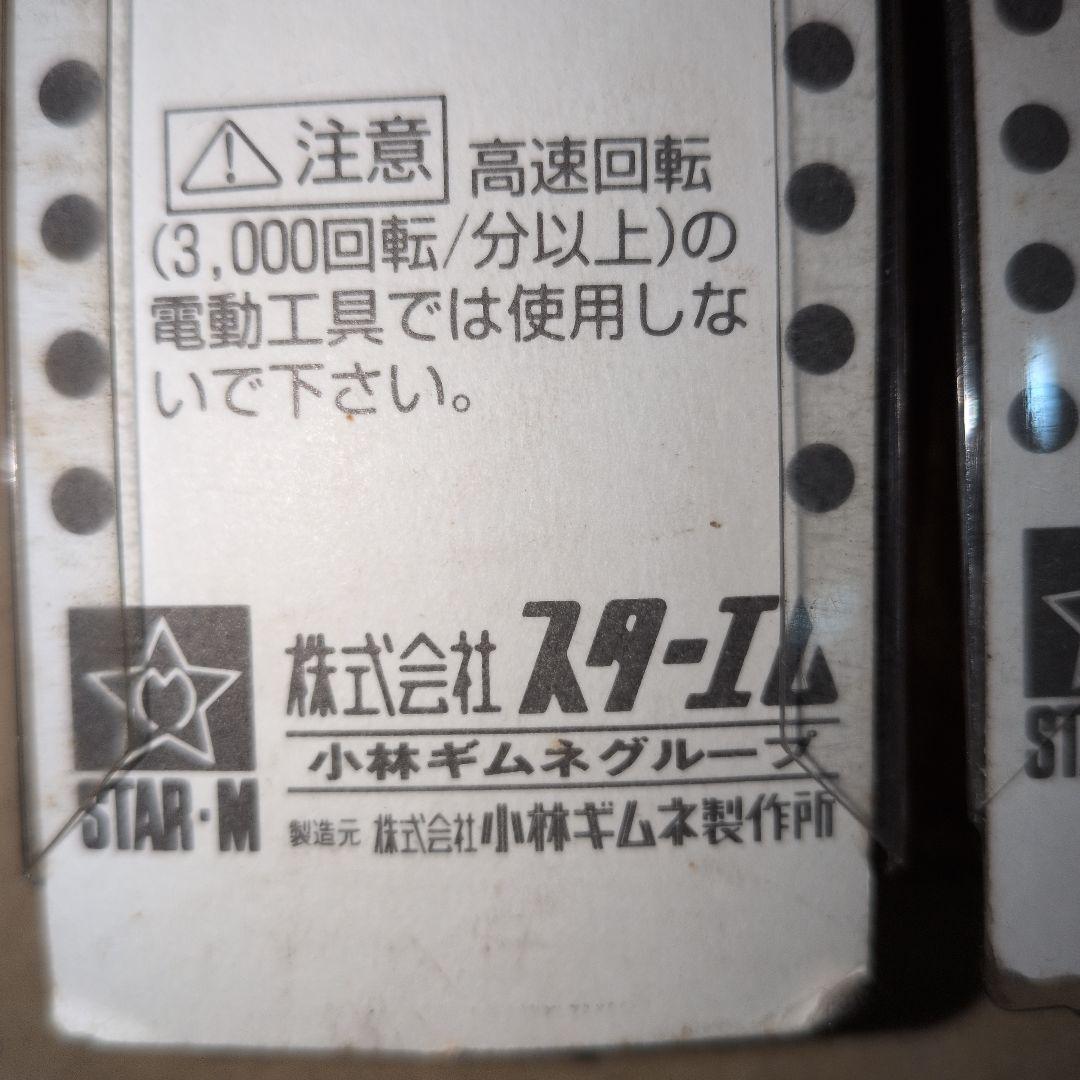 注意 高速回転
(3,000回転/分以上)の
電動工具では使用しな
いで下さい。
株式会社 スターエム
小林ギムネグループ
STAR·M
製造元 株式会社小林ギムネ製作所
ST